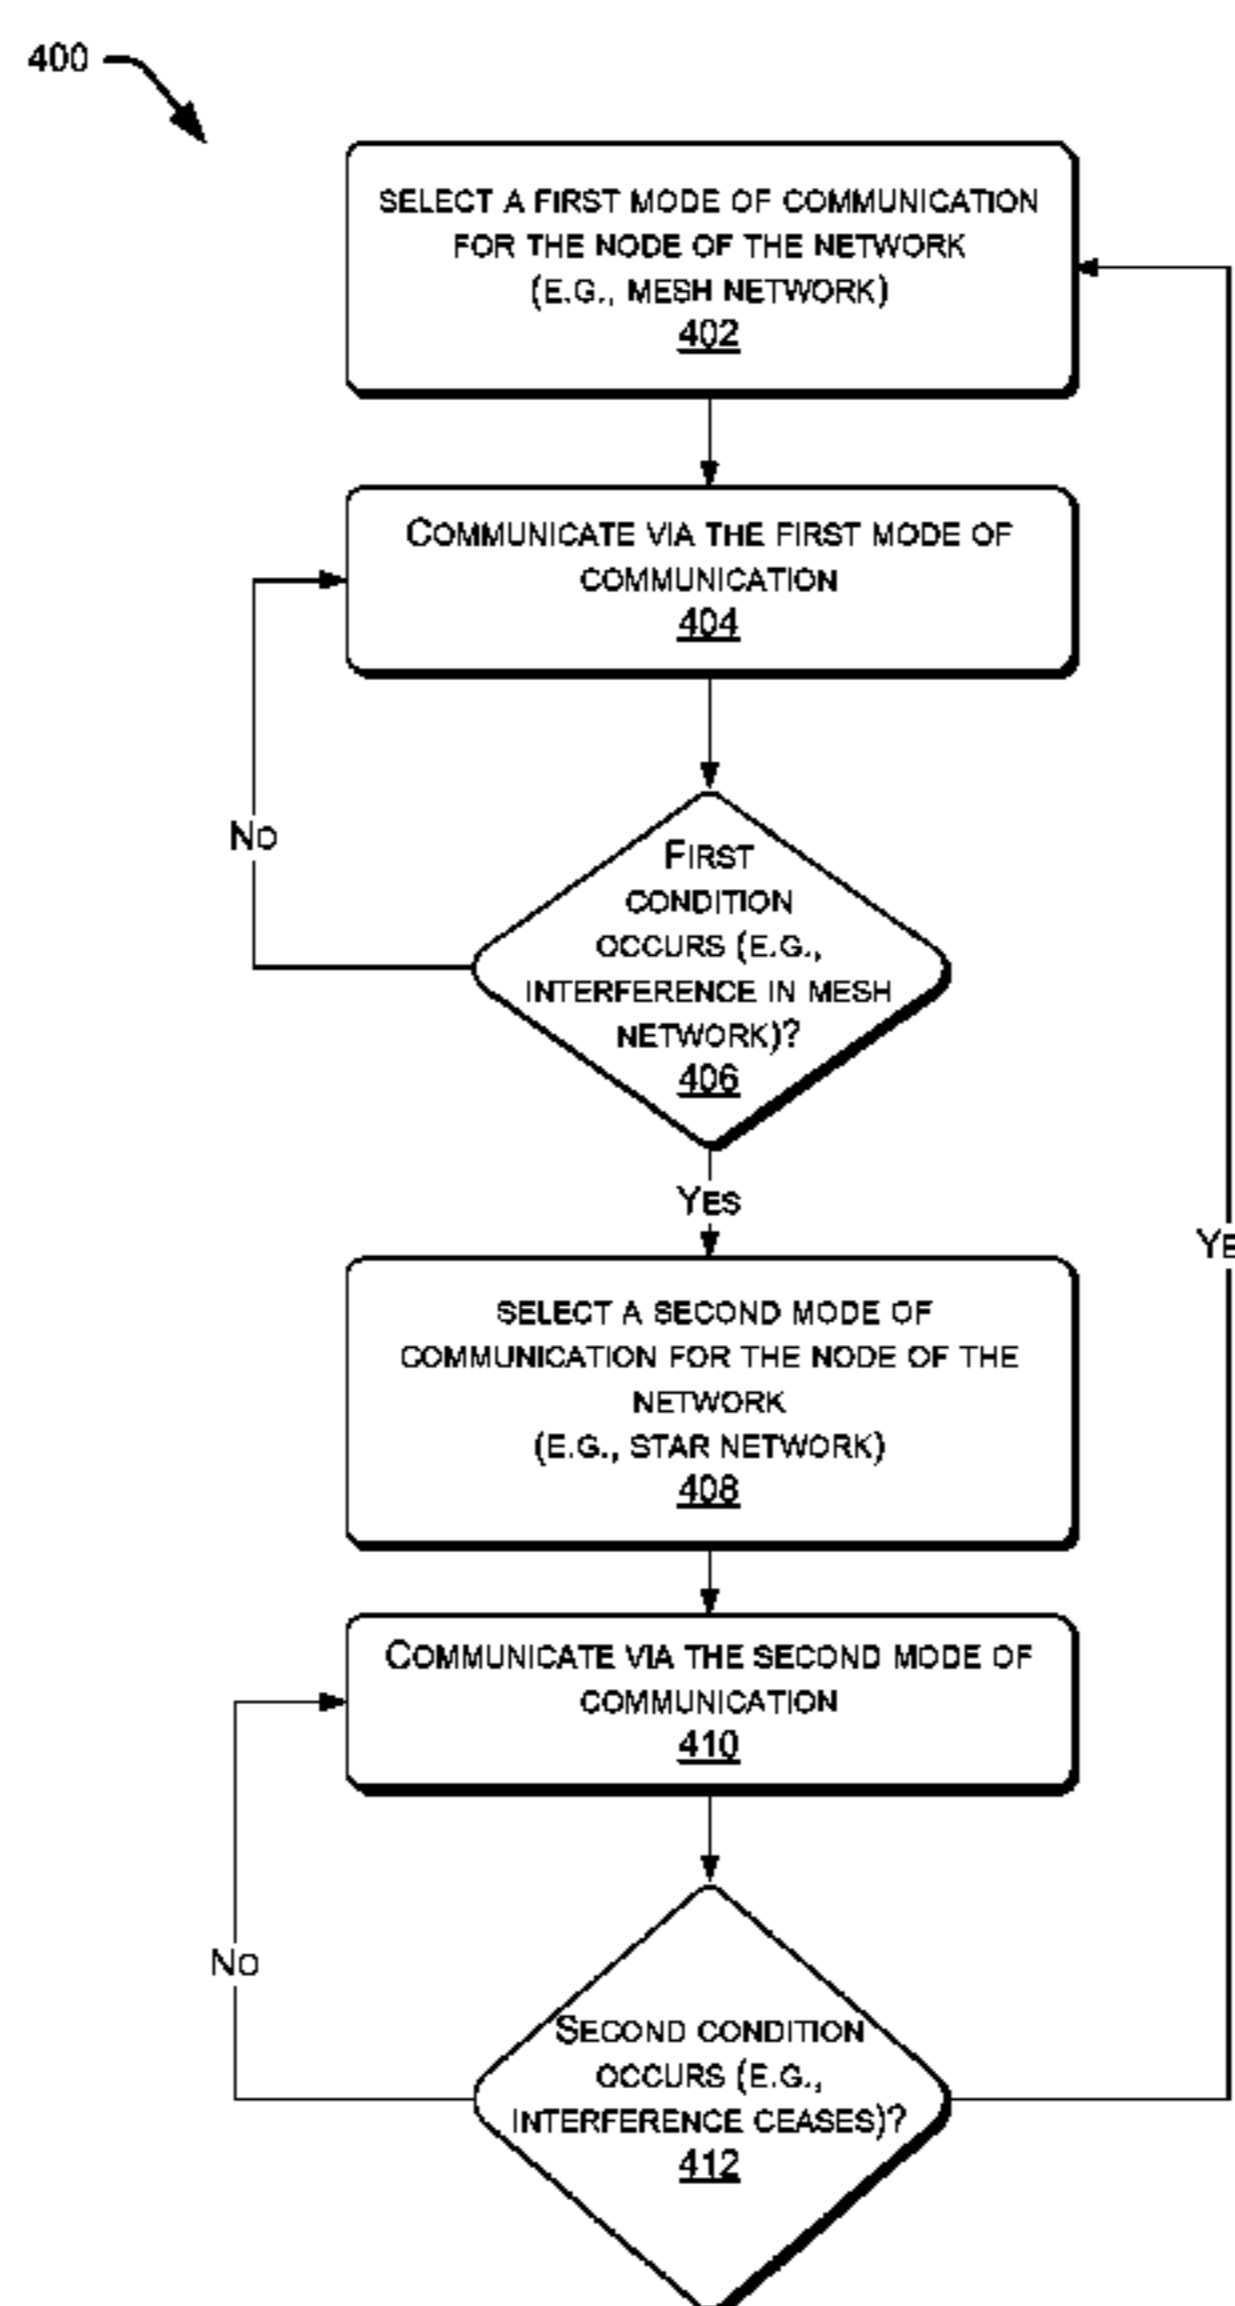 400
SELECT A FIRST MODE OF COMMUNICATION
FOR THE NODE OF THE NETWORK
(E.G., MESH NETWORK)
402
COMMUNICATE VIA THE FIRST MODE OF
COMMUNICATION
404
NO
FIRST
CONDITION
OCCURS (E.G.,
INTERFERENCE IN MESH
NETWORK)?
406
YES
SELECT A SECOND MODE OF
COMMUNICATION FOR THE NODE OF THE
NETWORK
(E.G., STAR NETWORK)
408
COMMUNICATE VIA THE SECOND MODE OF
COMMUNICATION
410
NO
SECOND CONDITION
OCCURS (E.G.,
INTERFERENCE CEASES)?
412